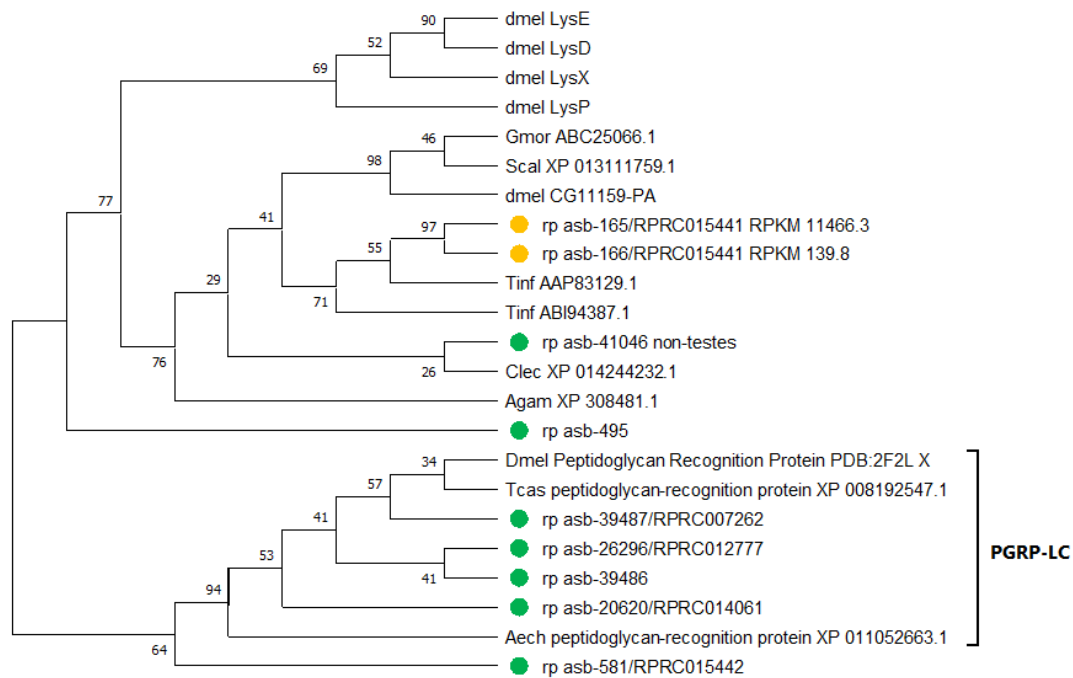 90
dmel LysE
52
dmel LysD
69
dmel LysX
dmel LysP
46
Gmor ABC25066.1
98
Scal XP 013111759.1
77
dmel CG11159-PA
41
97
rp asb-165/RPRC015441 RPKM 11466.3
55
rp asb-166/RPRC015441 RPKM 139.8
29
Tinf AAP83129.1
71
Tinf ABI94387.1
rp asb-41046 non-testes
76
26
Clec XP 014244232.1
Agam XP 308481.1
rp asb-495
34
Dmel Peptidoglycan Recognition Protein PDB:2F2L X
57
Tcas peptidoglycan-recognition protein XP 008192547.1
41
rp asb-39487/RPRC007262
53
rp asb-26296/RPRC012777
PGRP-LC
41
rp asb-39486
94
rp asb-20620/RPRC014061
Aech peptidoglycan-recognition protein XP 011052663.1
64
rp asb-581/RPRC015442